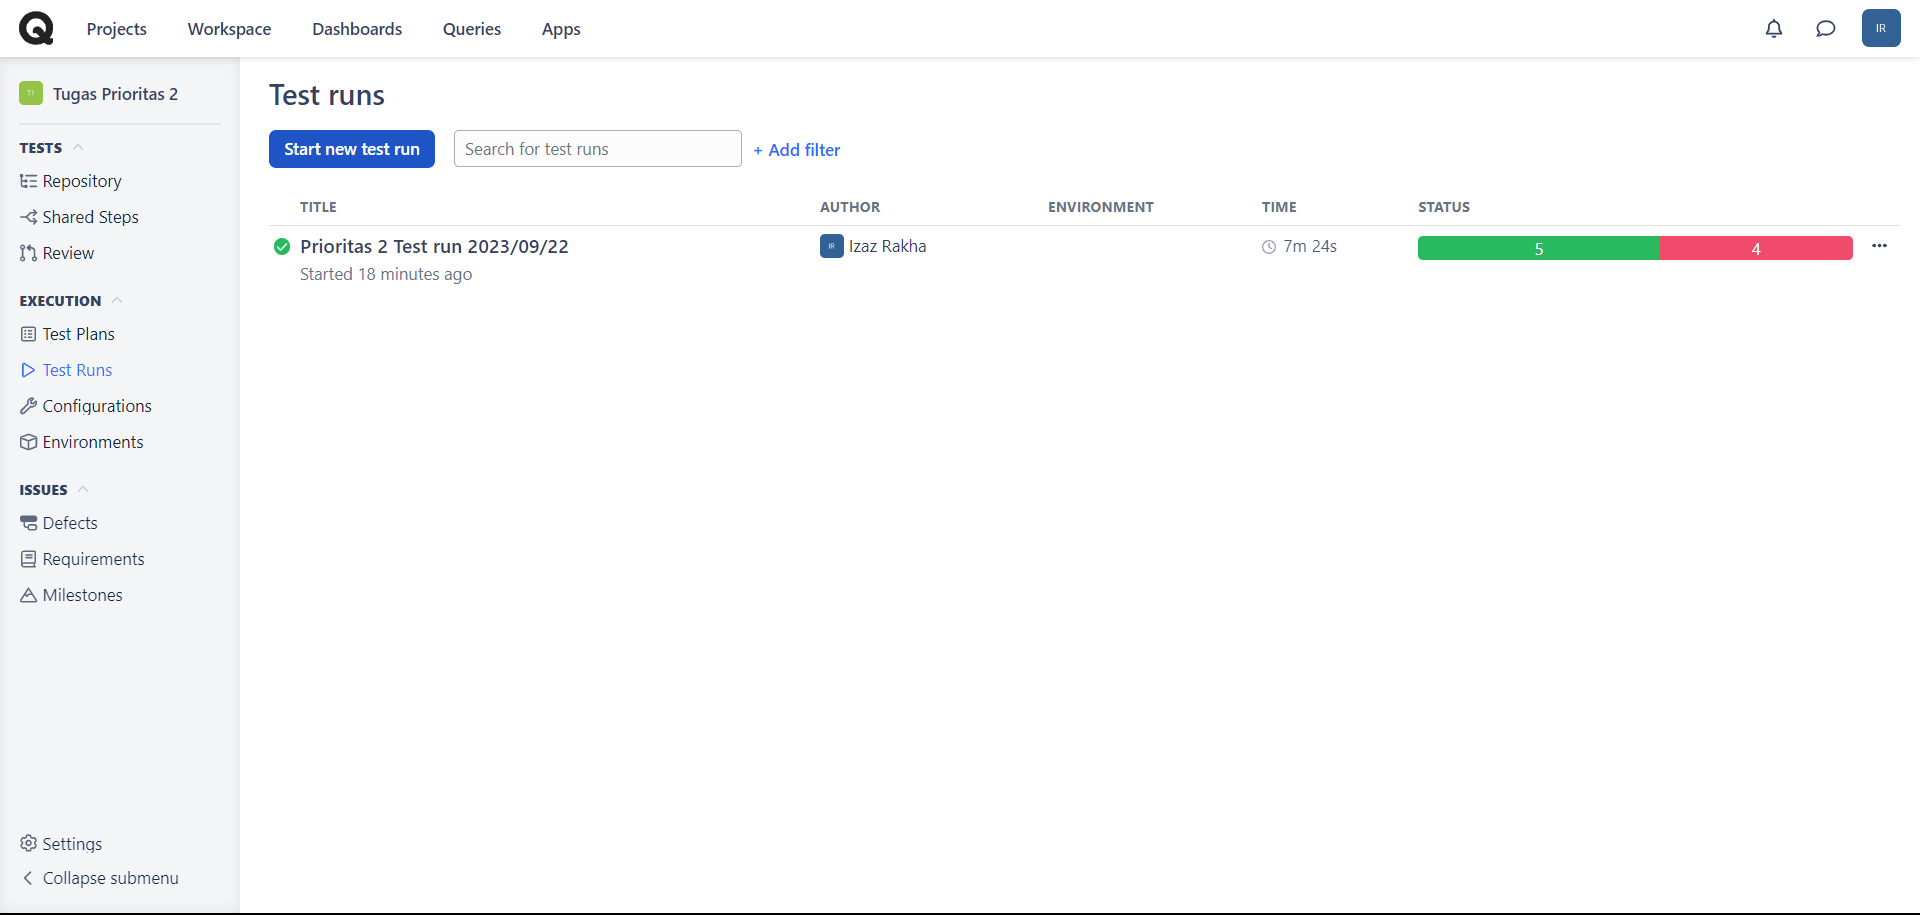 Projects Workspace Dashboards Queries Apps IR
T1 Tugas Prioritas 2
TESTS
Repository
Shared Steps
Review
EXECUTION
Test Plans
Test Runs
Configurations
Environments
ISSUES
Defects
Requirements
Milestones
Settings
Collapse submenu
Test runs
Start new test run Search for test runs + Add filter
TITLE AUTHOR ENVIRONMENT TIME STATUS
Prioritas 2 Test run 2023/09/22 IR Izaz Rakha 7m 24s 5 4
Started 18 minutes ago